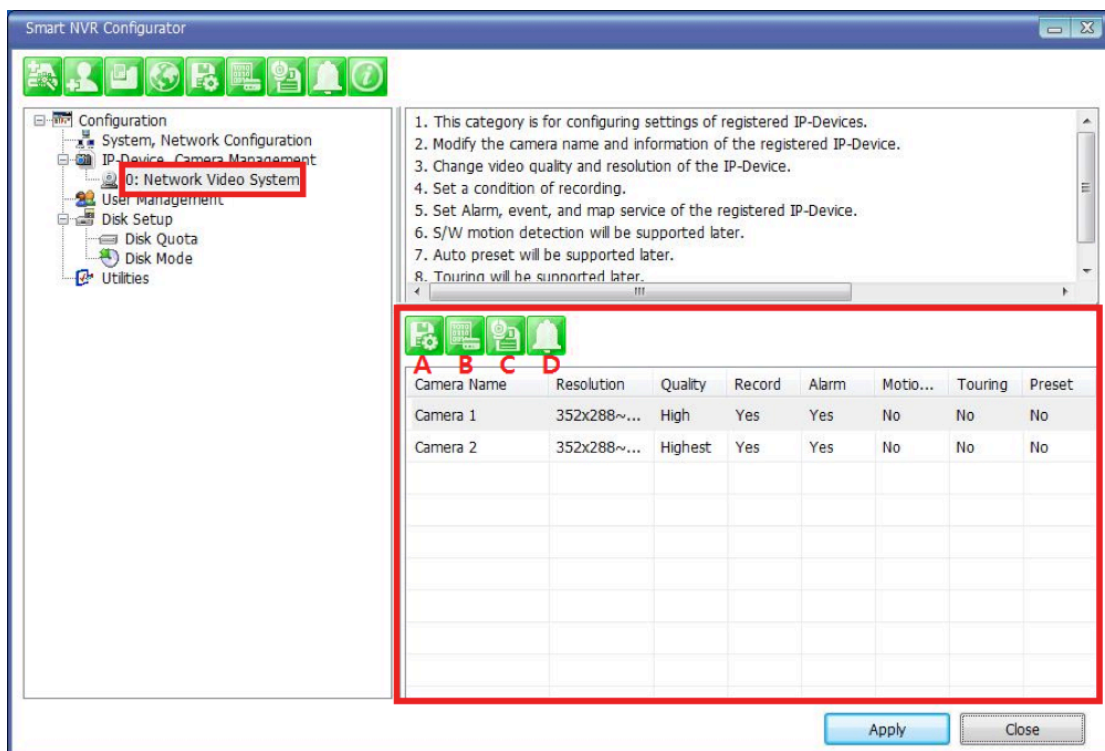 Smart NVR Configurator
Configuration
System, Network Configuration
IP-Device, Camera Management
0: Network Video System
User Management
Disk Setup
Disk Quota
Disk Mode
Utilities
1. This category is for configuring settings of registered IP-Devices.
2. Modify the camera name and information of the registered IP-Device.
3. Change video quality and resolution of the IP-Device.
4. Set a condition of recording.
5. Set Alarm, event, and map service of the registered IP-Device.
6. S/W motion detection will be supported later.
7. Auto preset will be supported later.
8. Touring will be supported later.
A B C D
Camera Name Resolution Quality Record Alarm Motio... Touring Preset
Camera 1 352x288~... High Yes Yes No No No
Camera 2 352x288~... Highest Yes Yes No No No
Apply Close